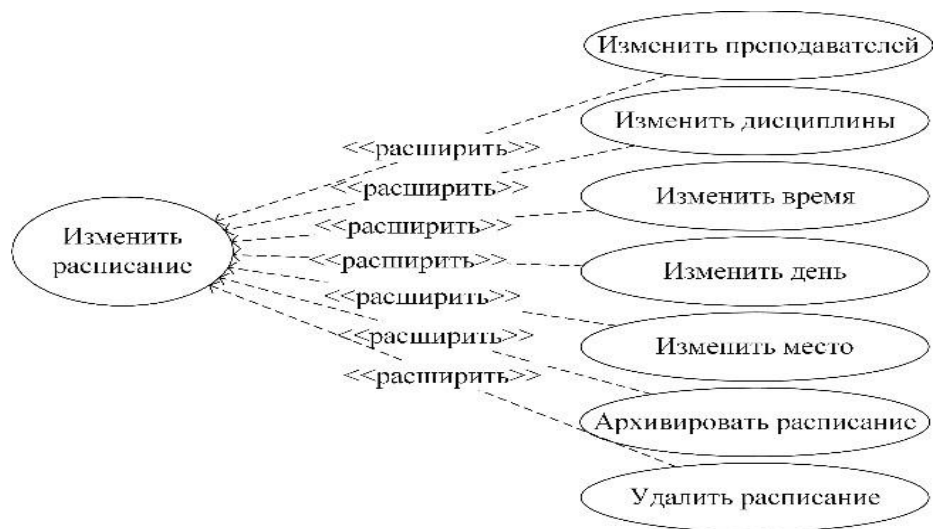 Изменить преподавателей
Изменить дисциплины
<<расширить>>
<<расширить>>
Изменить время
<<расширить>>
Изменить
расписание
<<расширить>>
Изменить день
<<расширить>>
<<расширить>>
Изменить место
<<расширить>>
Архивировать расписание
Удалить расписание